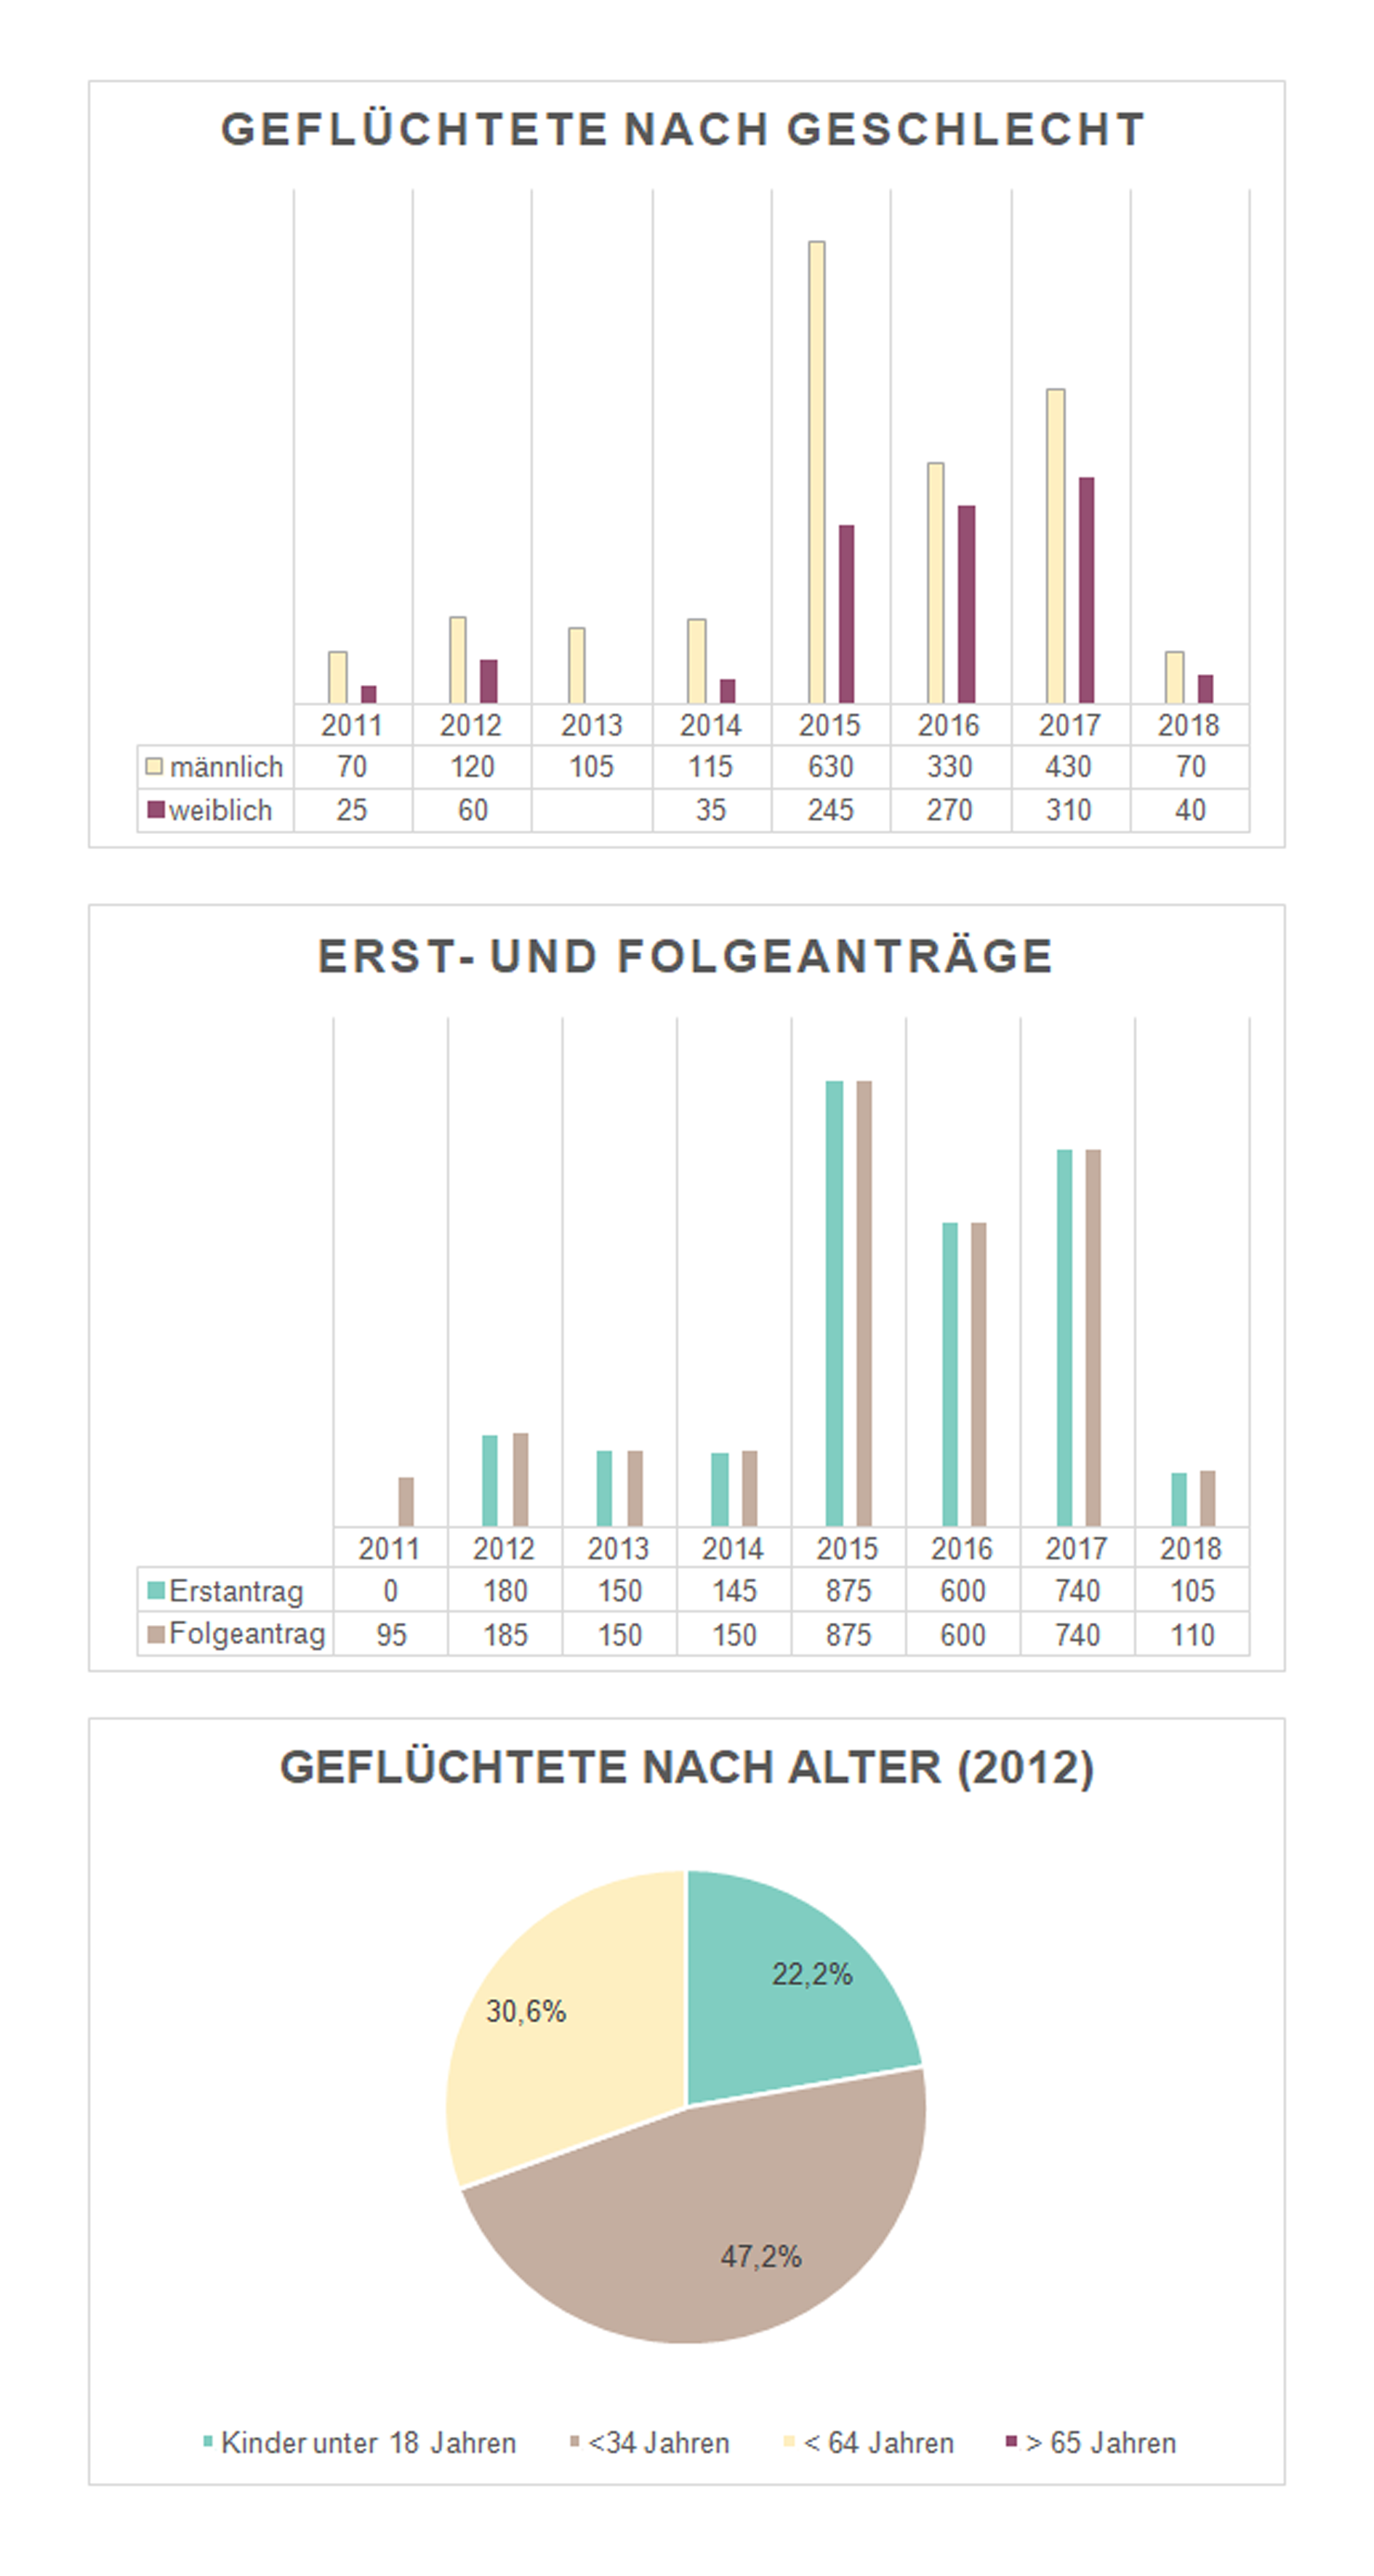 GEFLÜCHTETE NACH GESCHLECHT
2011 2012 2013 2014 2015 2016 2017 2018
männlich 70 120 105 115 630 330 430 70
weiblich 25 60 35 245 270 310 40
ERST- UND FOLGEANTRÄGE
2011 2012 2013 2014 2015 2016 2017 2018
Erstantrag 0 180 150 145 875 600 740 105
Folgeantrag 95 185 150 150 875 600 740 110
GEFLÜCHTETE NACH ALTER (2012)
22,2%
30,6%
47,2%
Kinder unter 18 Jahren <34 Jahren < 64 Jahren > 65 Jahren